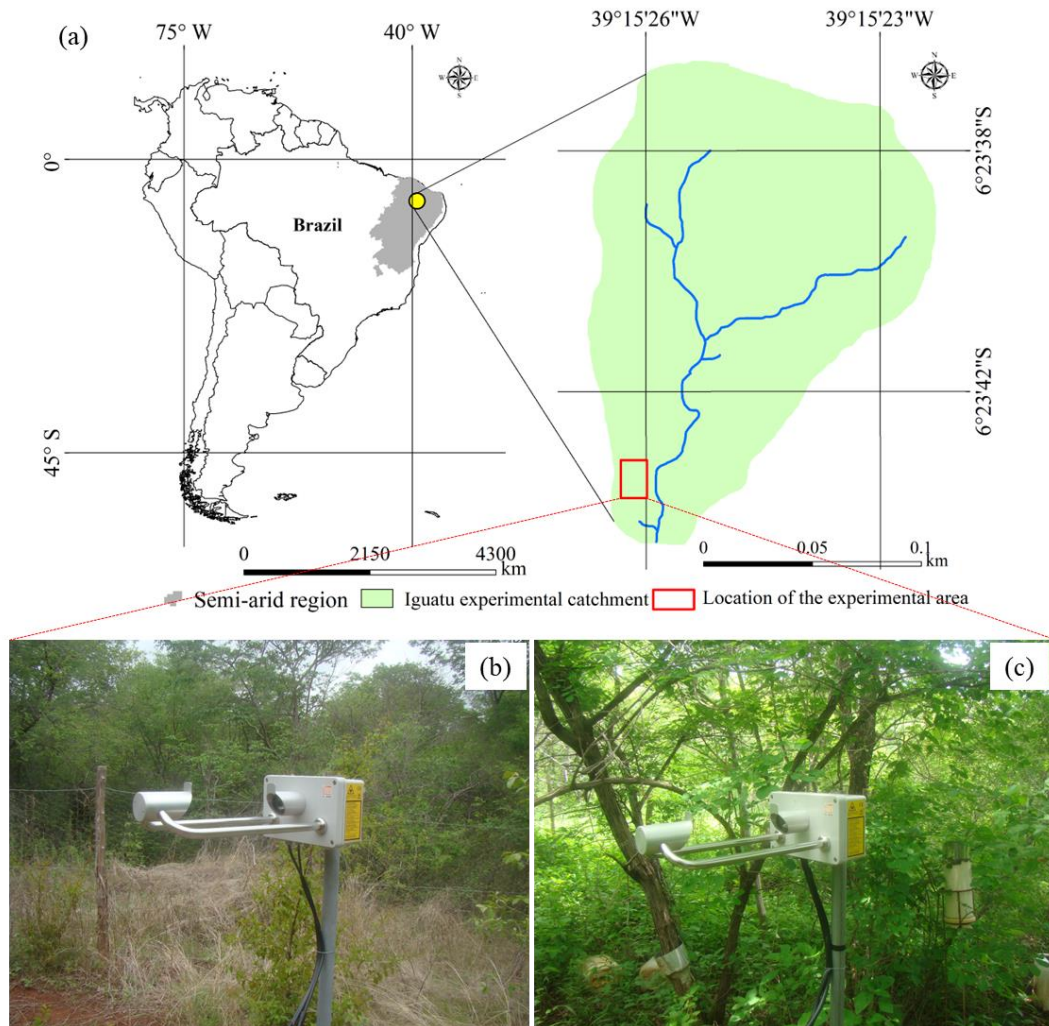 (a)
75° W
40° W
N
W
E
S
0°
45° S
Brazil
0
2150
4300
km
39°15'26"W
39°15'23"W
N
W
E
S
6°23'38"S
6°23'42"S
0
0.05
0.1
km
Semi-arid region
Iguatu experimental catchment
Location of the experimental area
(b)
(c)